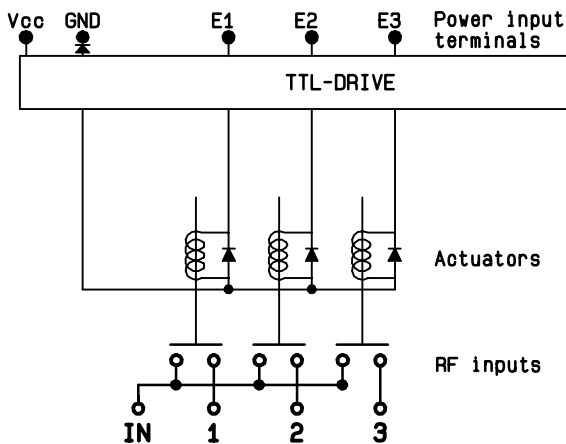 Vcc GND E1 E2 E3 Power input
terminals
TTL-DRIVE
Actuators
RF inputs
IN 1 2 3